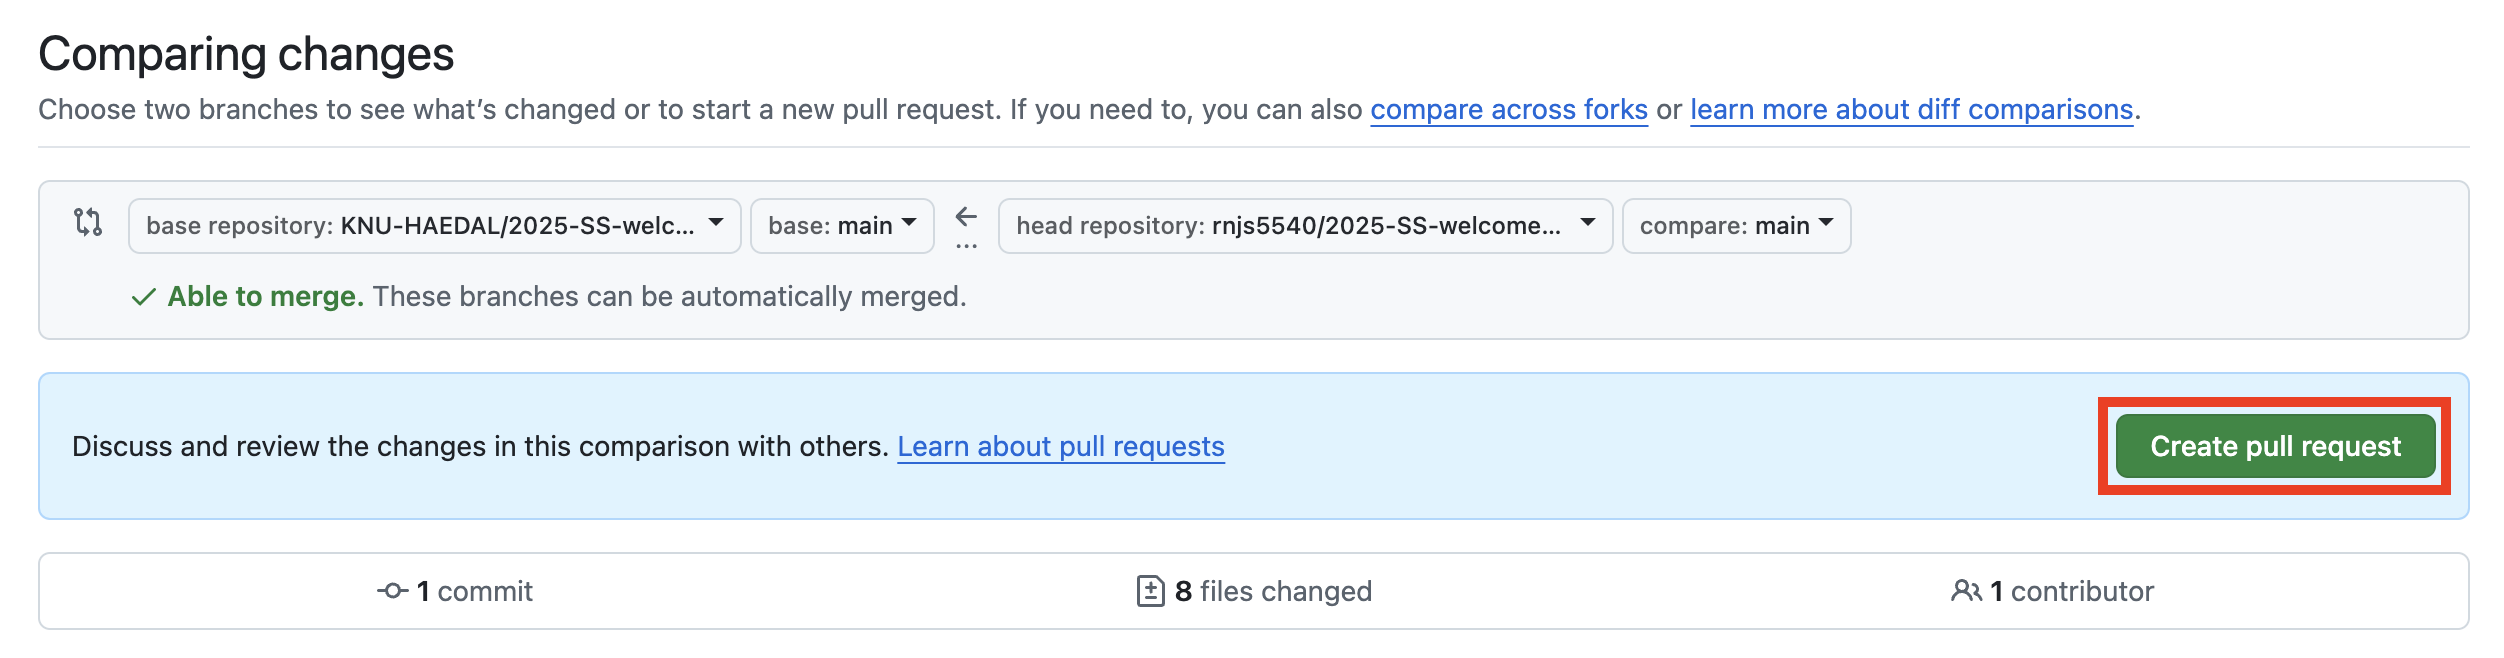 Comparing changes
Choose two branches to see what's changed or to start a new pull request. If you need to, you can also compare across forks or learn more about diff comparisons.
base repository: KNU-HAEDAL/2025-SS-welc... base: main ... head repository: rnjs5540/2025-SS-welcome... compare: main
Able to merge. These branches can be automatically merged.
Discuss and review the changes in this comparison with others. Learn about pull requests Create pull request
1 commit 8 files changed 1 contributor